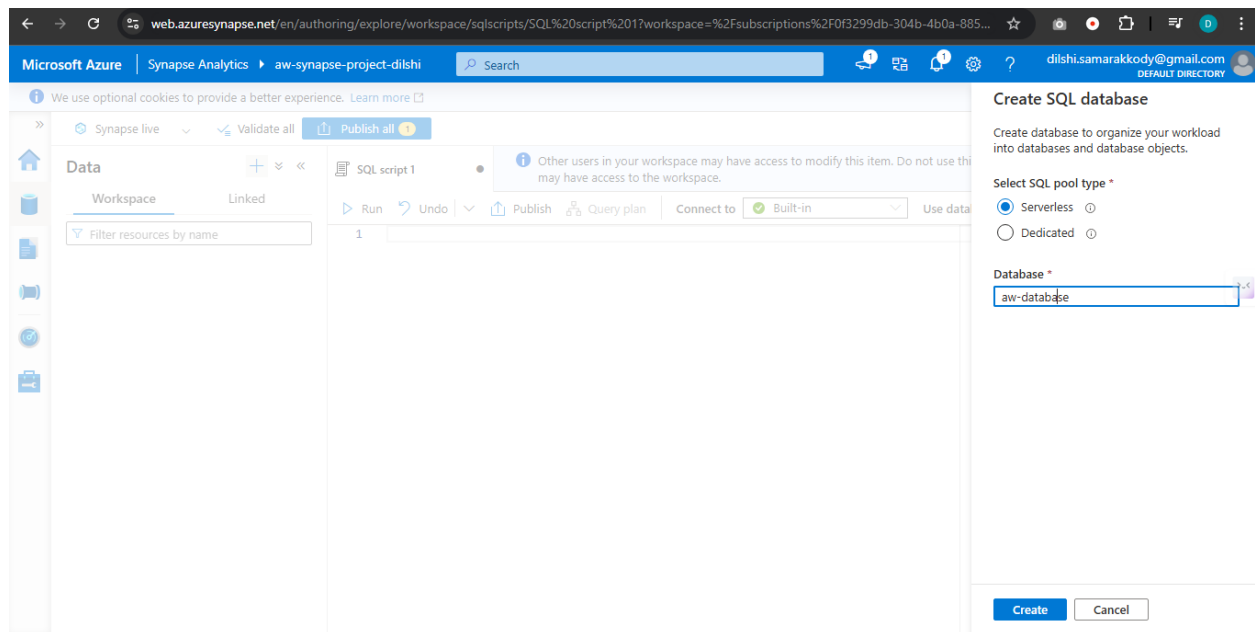 web.azuresynapse.net/en/authoring/explore/workspace/sqlscripts/SQL%20script%201?workspace=%2Fsubscriptions%2F0f3299db-304b-4b0a-885...
D
Microsoft Azure
Synapse Analytics
aw-synapse-project-dilshi
Search
1
1
?
dilshi.samarakkody@gmail.com
DEFAULT DIRECTORY
We use optional cookies to provide a better experience. Learn more
Synapse live
Validate all
Publish all 1
Data
Workspace
Linked
Filter resources by name
SQL script 1
Other users in your workspace may have access to modify this item. Do not use thi
may have access to the workspace.
Run
Undo
Publish
Query plan
Connect to
Built-in
Use data
1
Create SQL database
Create database to organize your workload
into databases and database objects.
Select SQL pool type *
Serverless
Dedicated
Database *
aw-database
Create
Cancel